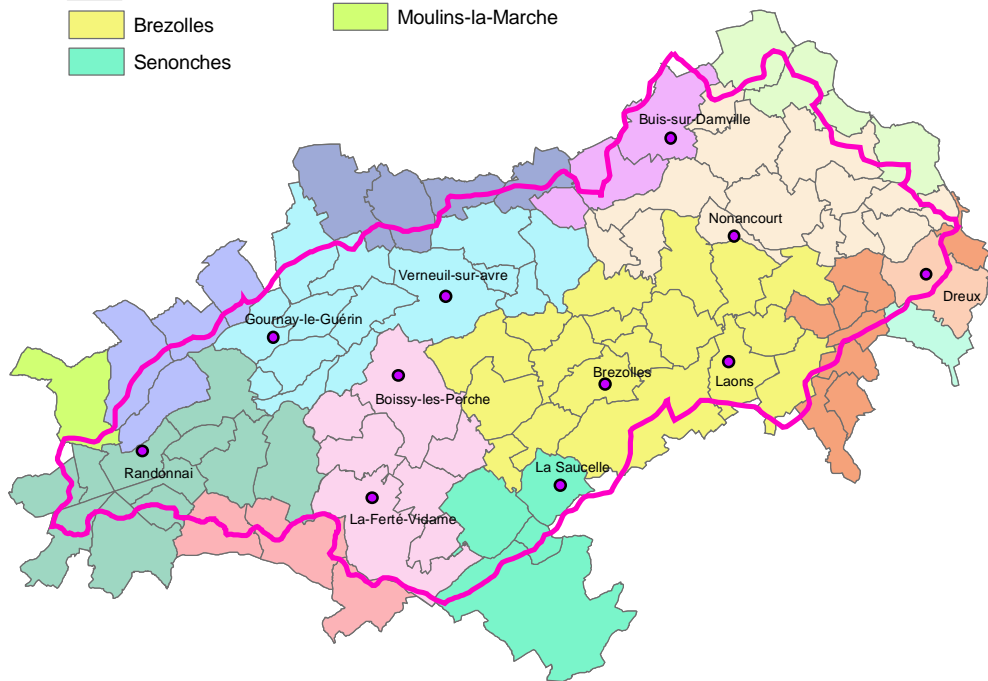 Brezolles
Moulins-la-Marche
Senonches
Buis-sur-Damville
Nonancourt
Verneuil-sur-avre
Dreux
Gournay-le-Guérin
Brezolles
Laons
Boissy-les-Perche
La Saucelle
Randonnai
La-Ferté-Vidame